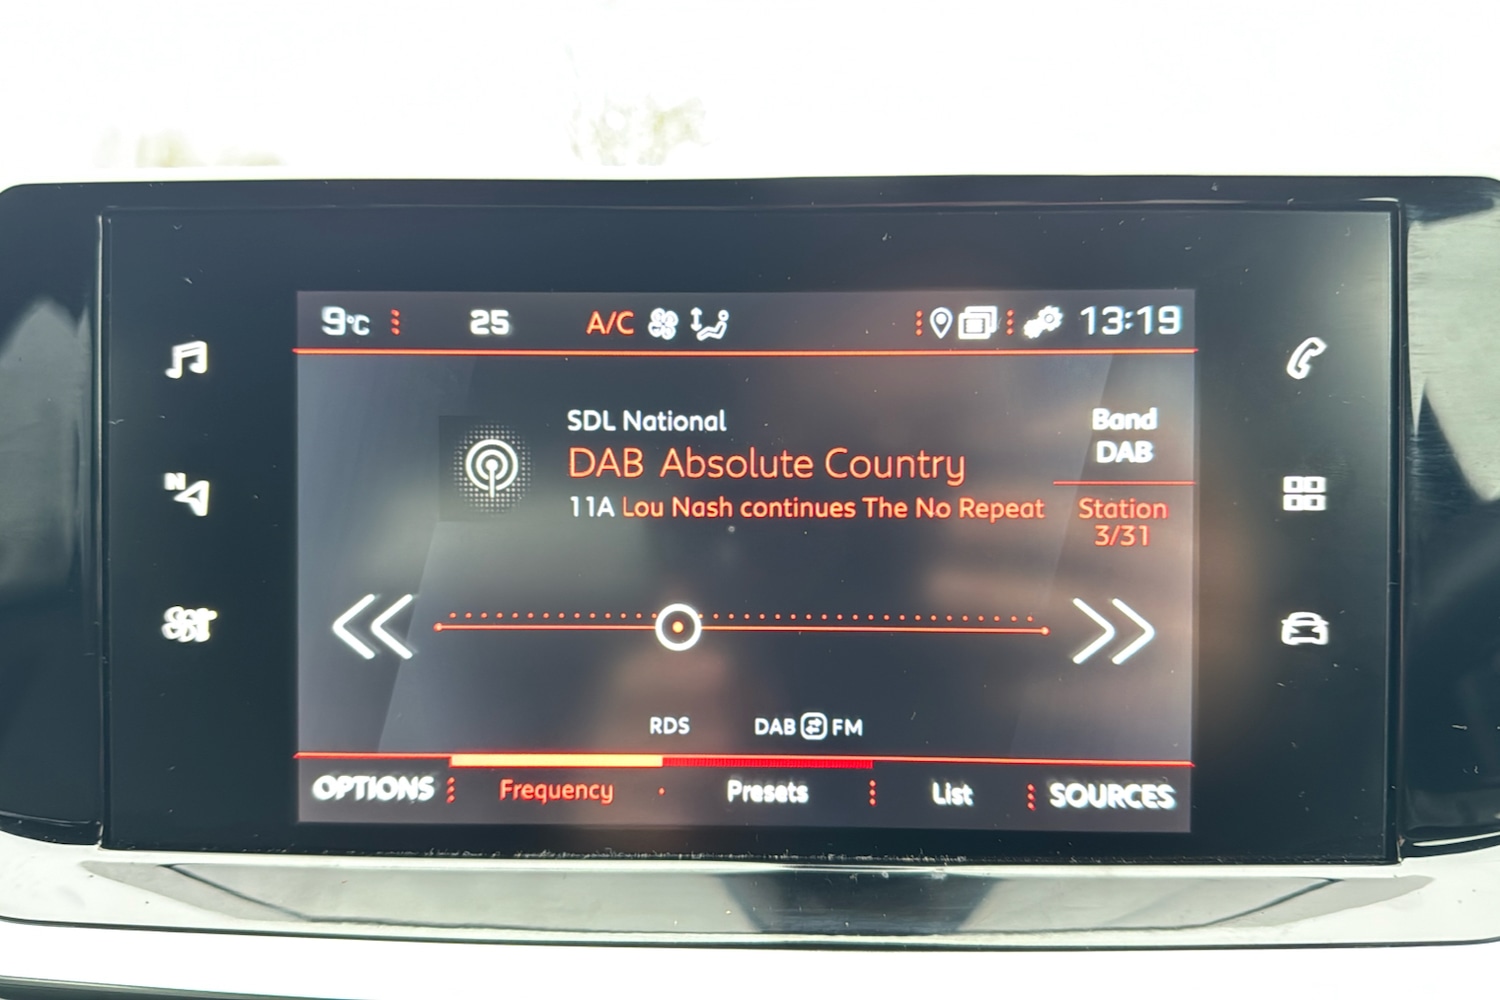 9°C 25 A/C 13:19
SDL National
DAB Absolute Country
11A Lou Nash continues The No Repeat
Band
DAB
Station
3/31
N
RDS DAB FM
OPTIONS Frequency Presets List SOURCES